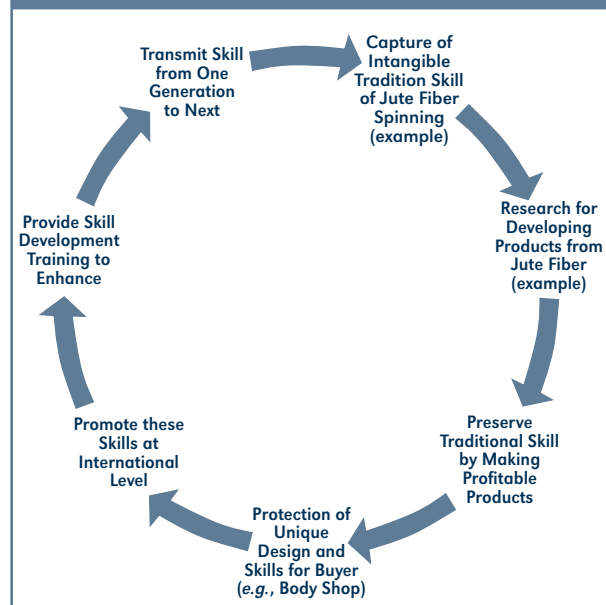 Transmit Skill
from One
Generation
to Next
Capture of
Intangible
Tradition Skill
of Jute Fiber
Spinning
(example)
Research for
Developing
Products from
Jute Fiber
(example)
Preserve
Traditional Skill
by Making
Profitable
Products
Protection of
Unique
Design and
Skills for Buyer
(e.g., Body Shop)
Promote these
Skills at
International
Level
Provide Skill
Development
Training to
Enhance